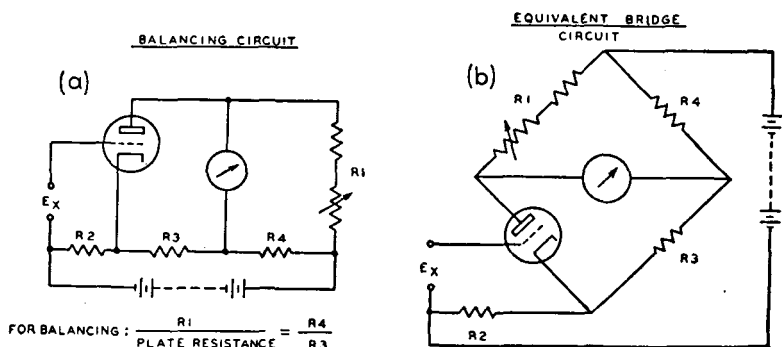 BALANCING CIRCUIT
(a)
R1
EX
R2
R3
R4
FOR BALANCING : R1 / PLATE RESISTANCE = R4 / R3
EQUIVALENT BRIDGE
CIRCUIT
(b)
R1
R4
EX
R3
R2